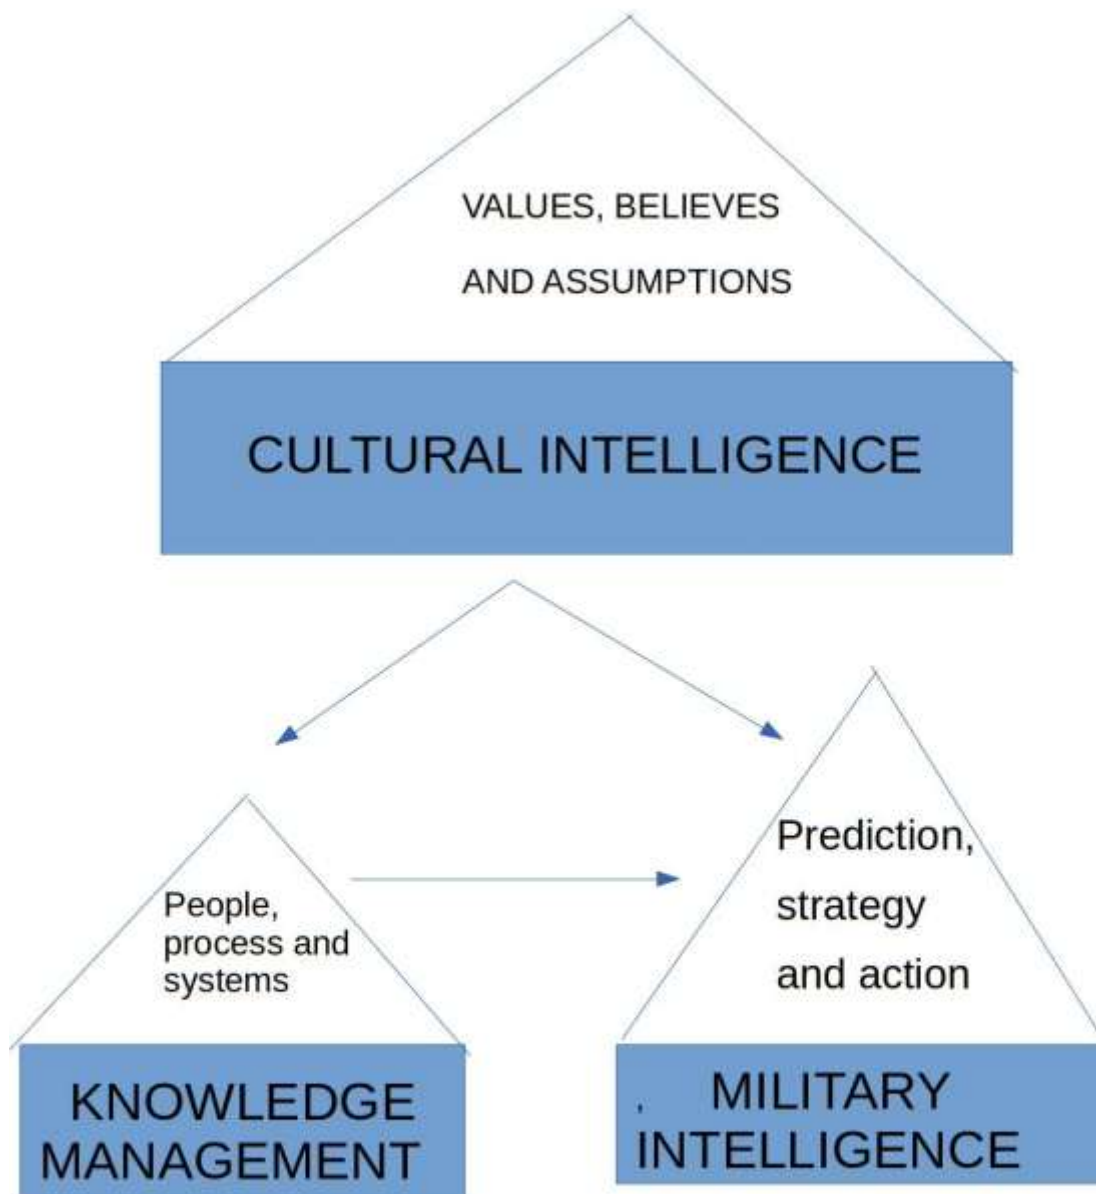 VALUES, BELIEVES
AND ASSUMPTIONS
CULTURAL INTELLIGENCE
People,
process and
systems
KNOWLEDGE
MANAGEMENT
Prediction,
strategy
and action
, MILITARY
INTELLIGENCE